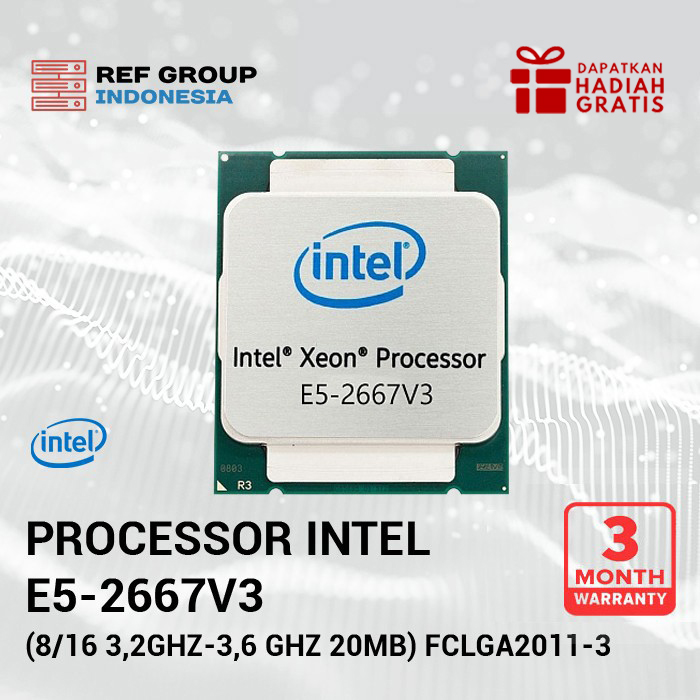 REF GROUP
INDONESIA
DAPATKAN
HADIAH
GRATIS
intel®
Intel® Xeon® Processor
E5-2667V3
0803
R3
intel
PROCESSOR INTEL
E5-2667V3
(8/16 3,2GHZ-3,6 GHZ 20MB) FCLGA2011-3
3
MONTH
WARRANTY